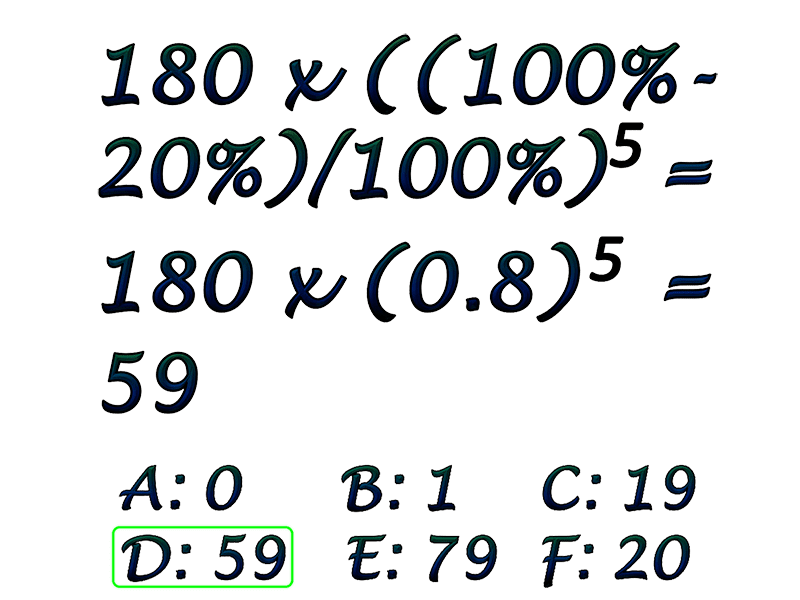 180 x ((100%-
20%)/100%)⁵ =
180 x (0.8)⁵ =
59
A: 0 B: 1 C: 19
D: 59 E: 79 F: 20